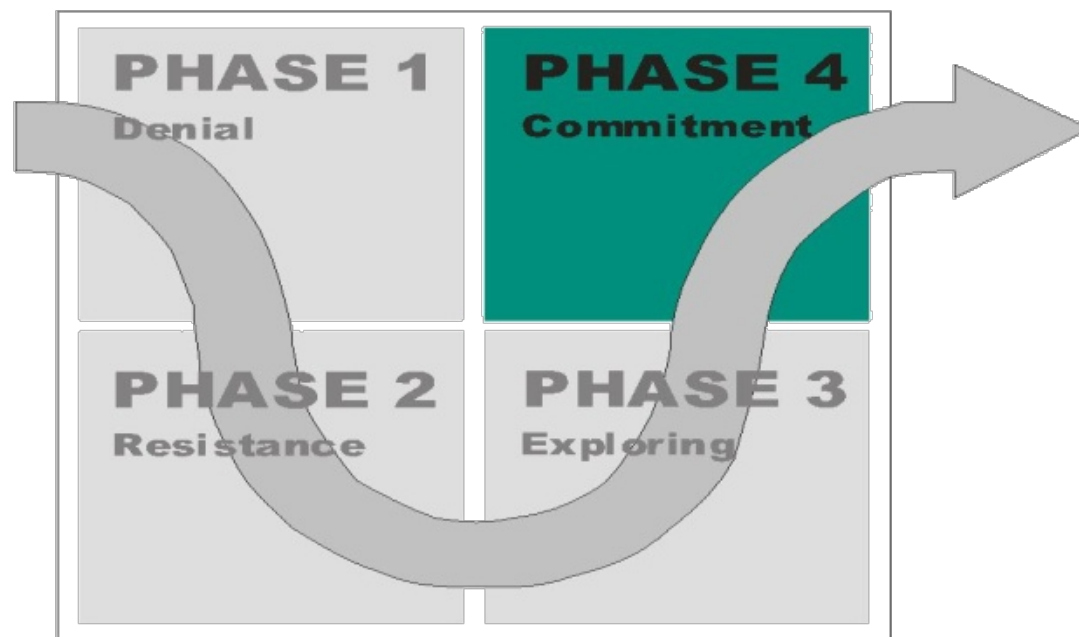 PHASE 1
Denial
PHASE 2
Resistance
PHASE 3
Exploring
PHASE 4
Commitment